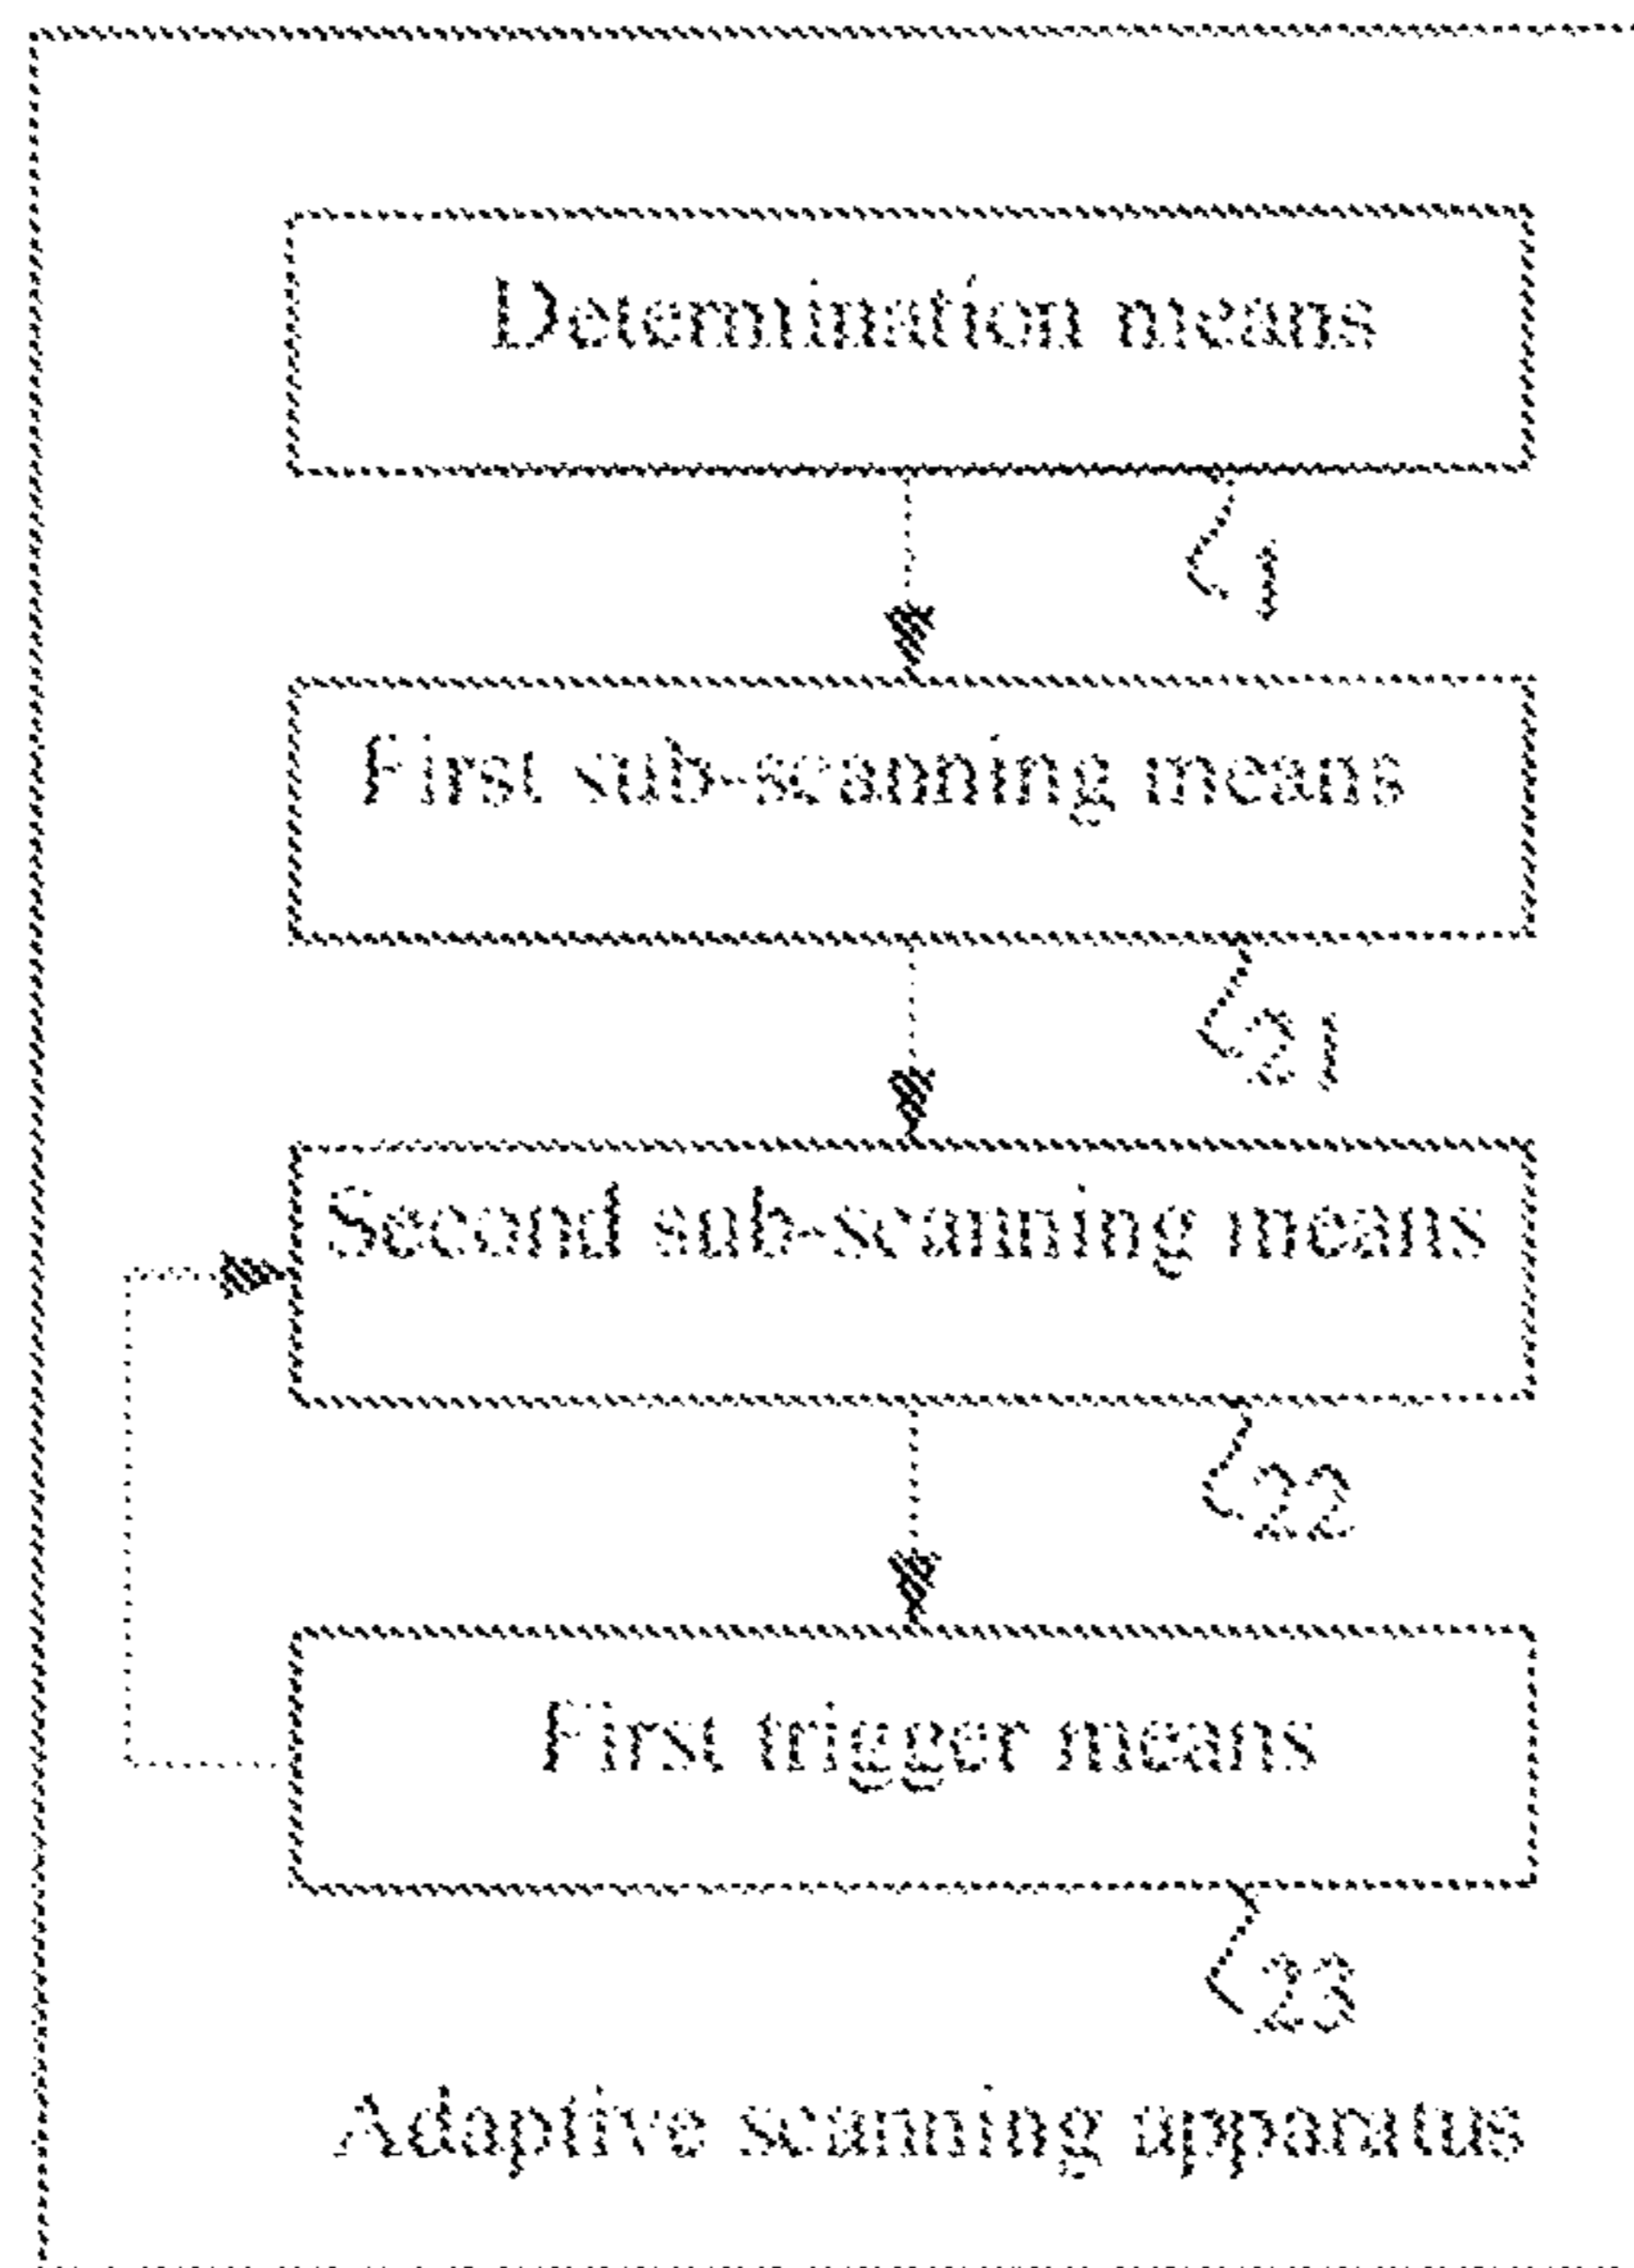 Determination means
1
First sub-scanning means
21
Second sub-scanning means
22
First trigger means
23
Adaptive scanning apparatus